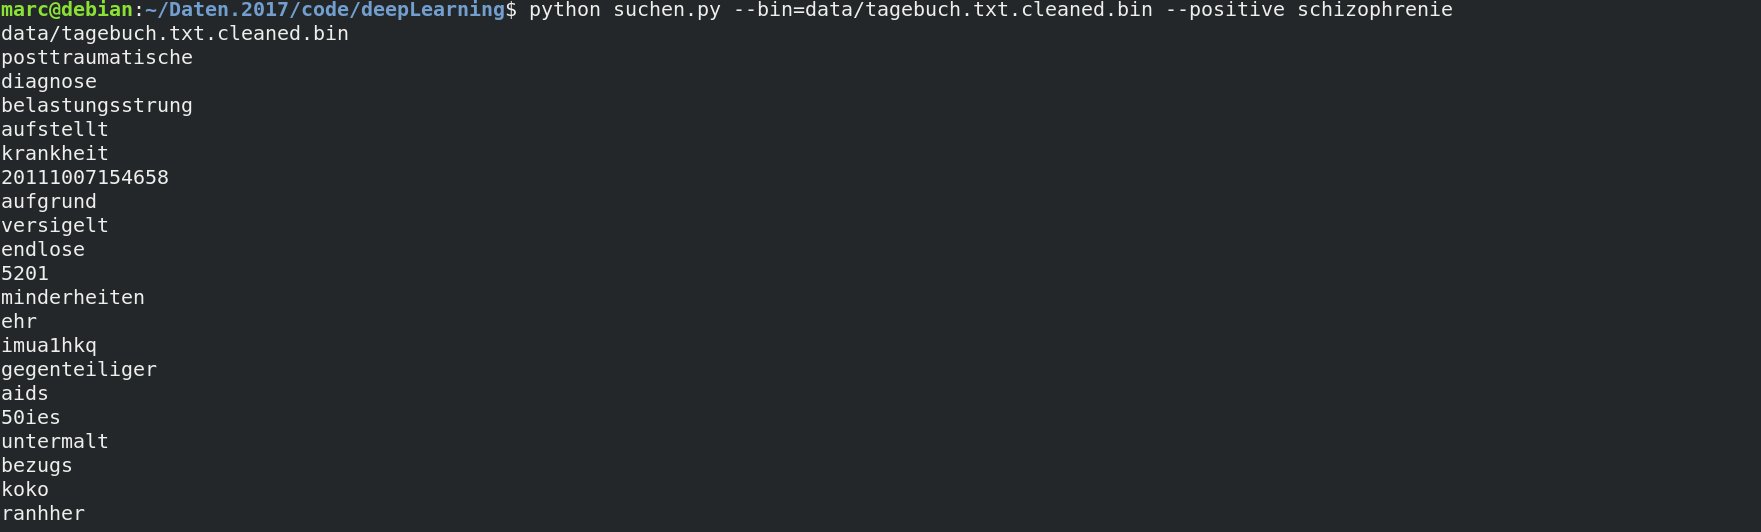 marc@debian:~/Daten.2017/code/deepLearning$ python suchen.py --bin=data/tagebuch.txt.cleaned.bin --positive schizophrenie
data/tagebuch.txt.cleaned.bin
posttraumatische
diagnose
belastungsstrung
aufstellt
krankheit
20111007154658
aufgrund
versigelt
endlose
5201
minderheiten
ehr
imua1hkq
gegenteiliger
aids
50ies
untermalt
bezugs
koko
ranhher